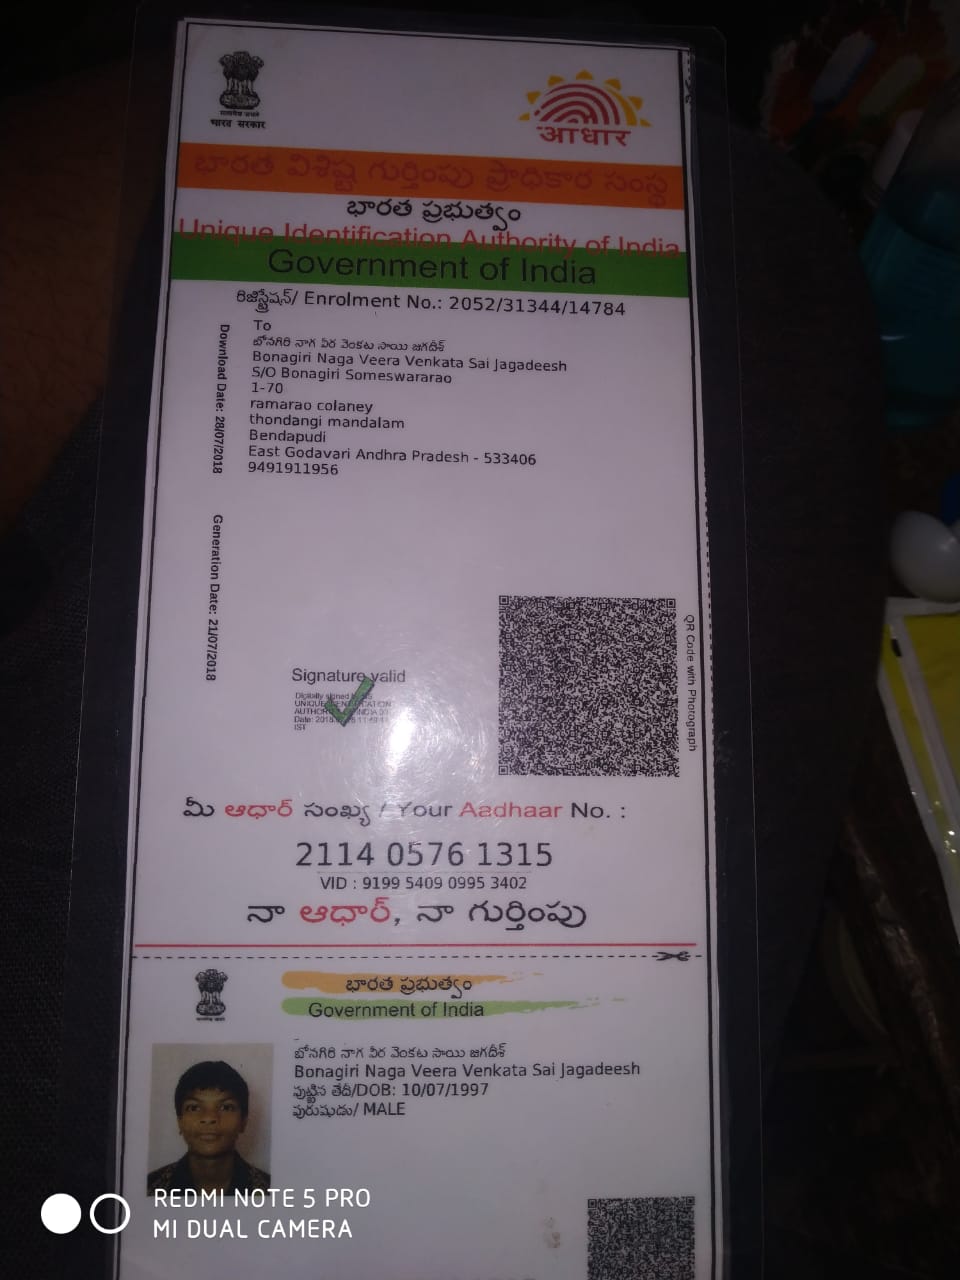 सत्यमेव जयते
भारत सरकार
आधार
భారత విశిష్ట గుర్తింపు ప్రాధికార సంస్థ
భారత ప్రభుత్వం
Unique Identification Authority of India
Government of India
రిజిస్ట్రేషన్/ Enrolment No.: 2052/31344/14784
Download Date: 28/07/2018
To
బోనగిరి నాగ వీర వెంకట సాయి జగదీశ్
Bonagiri Naga Veera Venkata Sai Jagadeesh
S/O Bonagiri Someswararao
1-70
ramarao colaney
thondangi mandalam
Bendapudi
East Godavari Andhra Pradesh - 533406
9491911956
Generation Date: 21/07/2018
Signature valid
Digitally signed
UNIQUE IDENTIFICATION
AUTHORITY OF INDIA
Date:
IST
QR Code with Photograph
మీ ఆధార్ సంఖ్య / Your Aadhaar No. :
2114 0576 1315
VID : 9199 5409 0995 3402
నా ఆధార్, నా గుర్తింపు
భారత ప్రభుత్వం
Government of India
బోనగిరి నాగ వీర వెంకట సాయి జగదీశ్
Bonagiri Naga Veera Venkata Sai Jagadeesh
పుట్టిన తేదీ/DOB: 10/07/1997
పురుషుడు/ MALE
REDMI NOTE 5 PRO
MI DUAL CAMERA